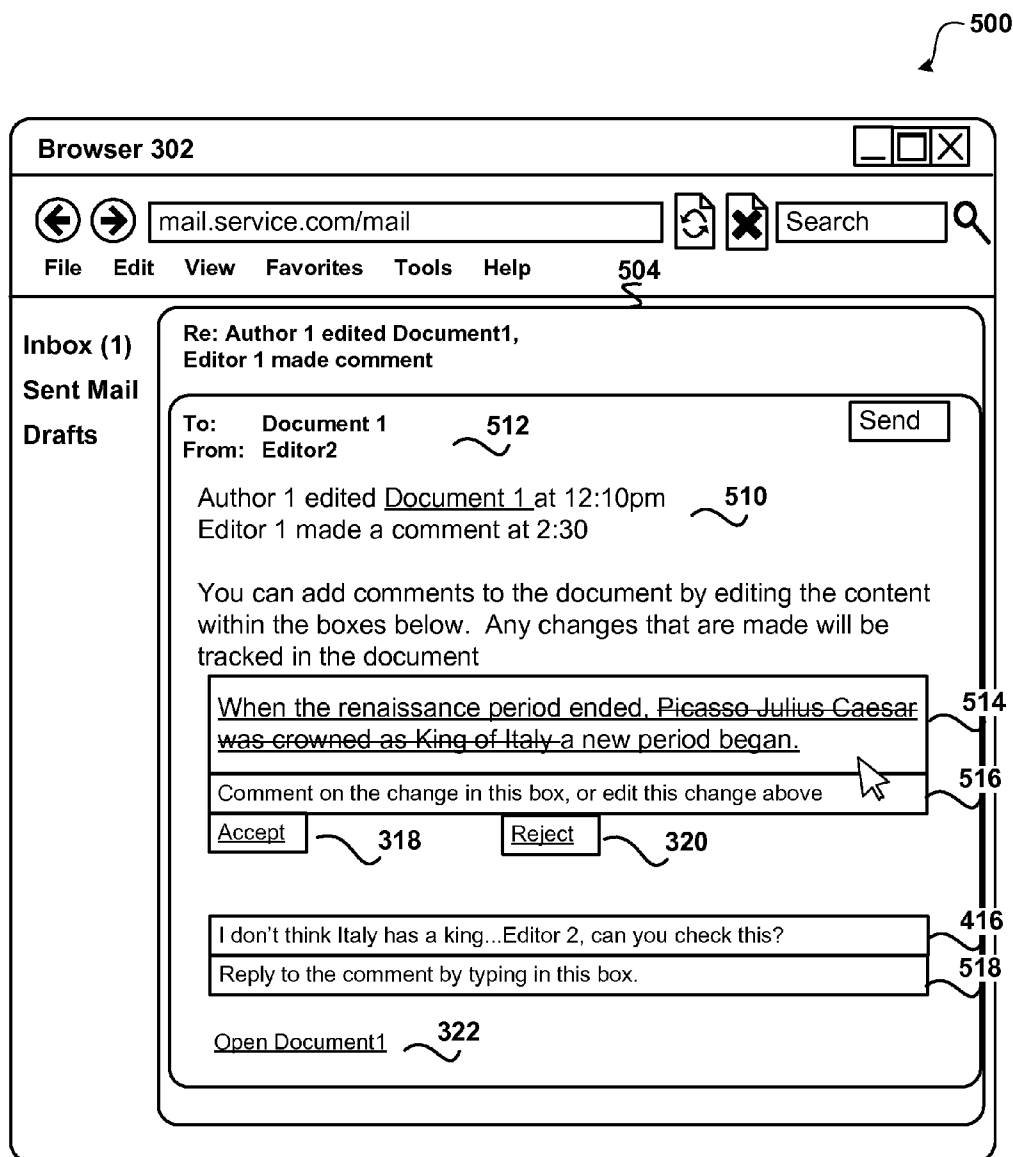 500
Browser 302
mail.service.com/mail
Search
File Edit View Favorites Tools Help
504
Inbox (1)
Sent Mail
Drafts
Re: Author 1 edited Document1,
Editor 1 made comment
To: Document 1
From: Editor2
512
Send
Author 1 edited Document 1 at 12:10pm
510
Editor 1 made a comment at 2:30
You can add comments to the document by editing the content
within the boxes below. Any changes that are made will be
tracked in the document
When the renaissance period ended, Picasso Julius Caesar
was crowned as King of Italy a new period began.
514
Comment on the change in this box, or edit this change above
516
Accept
318
Reject
320
I don't think Italy has a king...Editor 2, can you check this?
416
Reply to the comment by typing in this box.
518
Open Document1
322